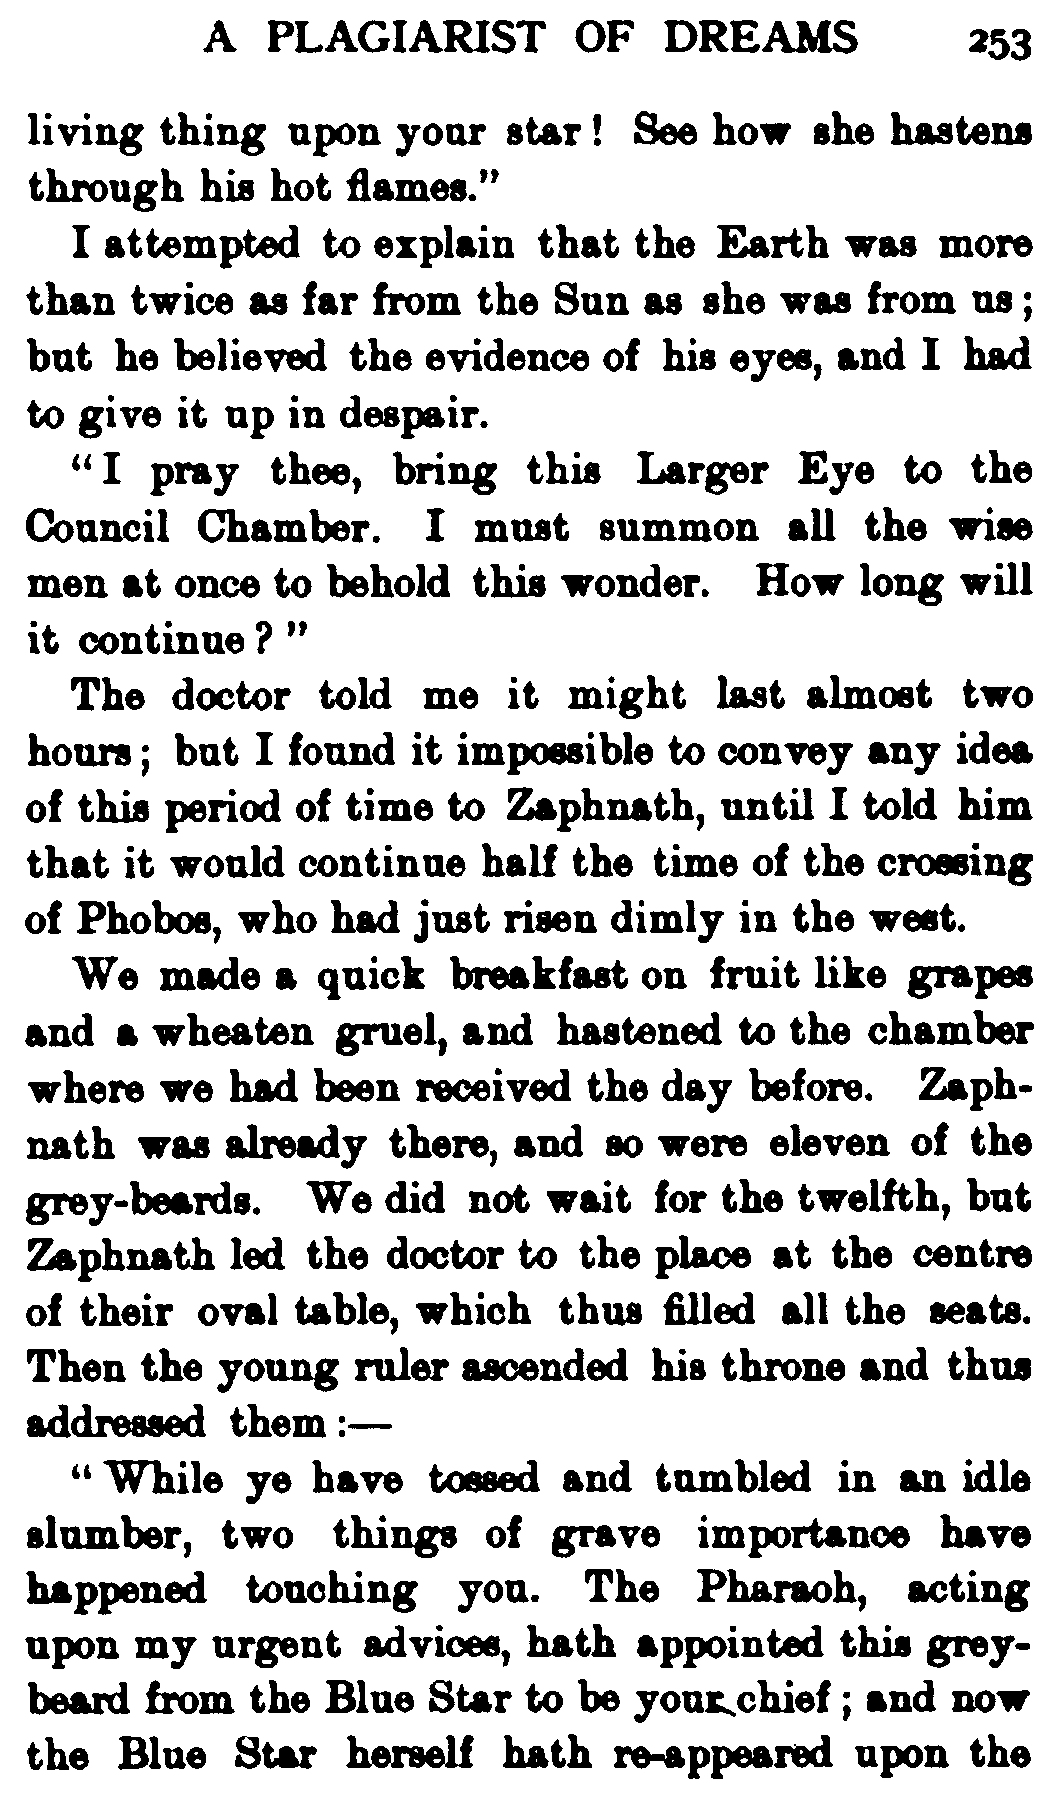 A PLAGIARIST OF DREAMS 253
living thing upon your star! See how she hastens
through his hot flames."
I attempted to explain that the Earth was more
than twice as far from the Sun as she was from us;
but he believed the evidence of his eyes, and I had
to give it up in despair.
"I pray thee, bring this Larger Eye to the
Council Chamber. I must summon all the wise
men at once to behold this wonder. How long will
it continue?"
The doctor told me it might last almost two
hours; but I found it impossible to convey any idea
of this period of time to Zaphnath, until I told him
that it would continue half the time of the crossing
of Phobos, who had just risen dimly in the west.
We made a quick breakfast on fruit like grapes
and a wheaten gruel, and hastened to the chamber
where we had been received the day before. Zaph-
nath was already there, and so were eleven of the
grey-beards. We did not wait for the twelfth, but
Zaphnath led the doctor to the place at the centre
of their oval table, which thus filled all the seats.
Then the young ruler ascended his throne and thus
addressed them:—
"While ye have tossed and tumbled in an idle
slumber, two things of grave importance have
happened touching you. The Pharaoh, acting
upon my urgent advices, hath appointed this grey-
beard from the Blue Star to be your chief; and now
the Blue Star herself hath re-appeared upon the